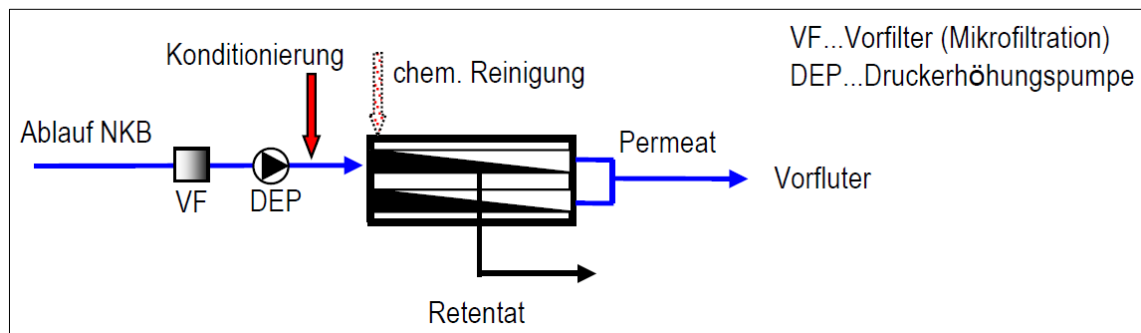 Konditionierung
chem. Reinigung
VF...Vorfilter (Mikrofiltration)
DEP...Druckerhöhungspumpe
Ablauf NKB
VF
DEP
Permeat
Vorfluter
Retentat